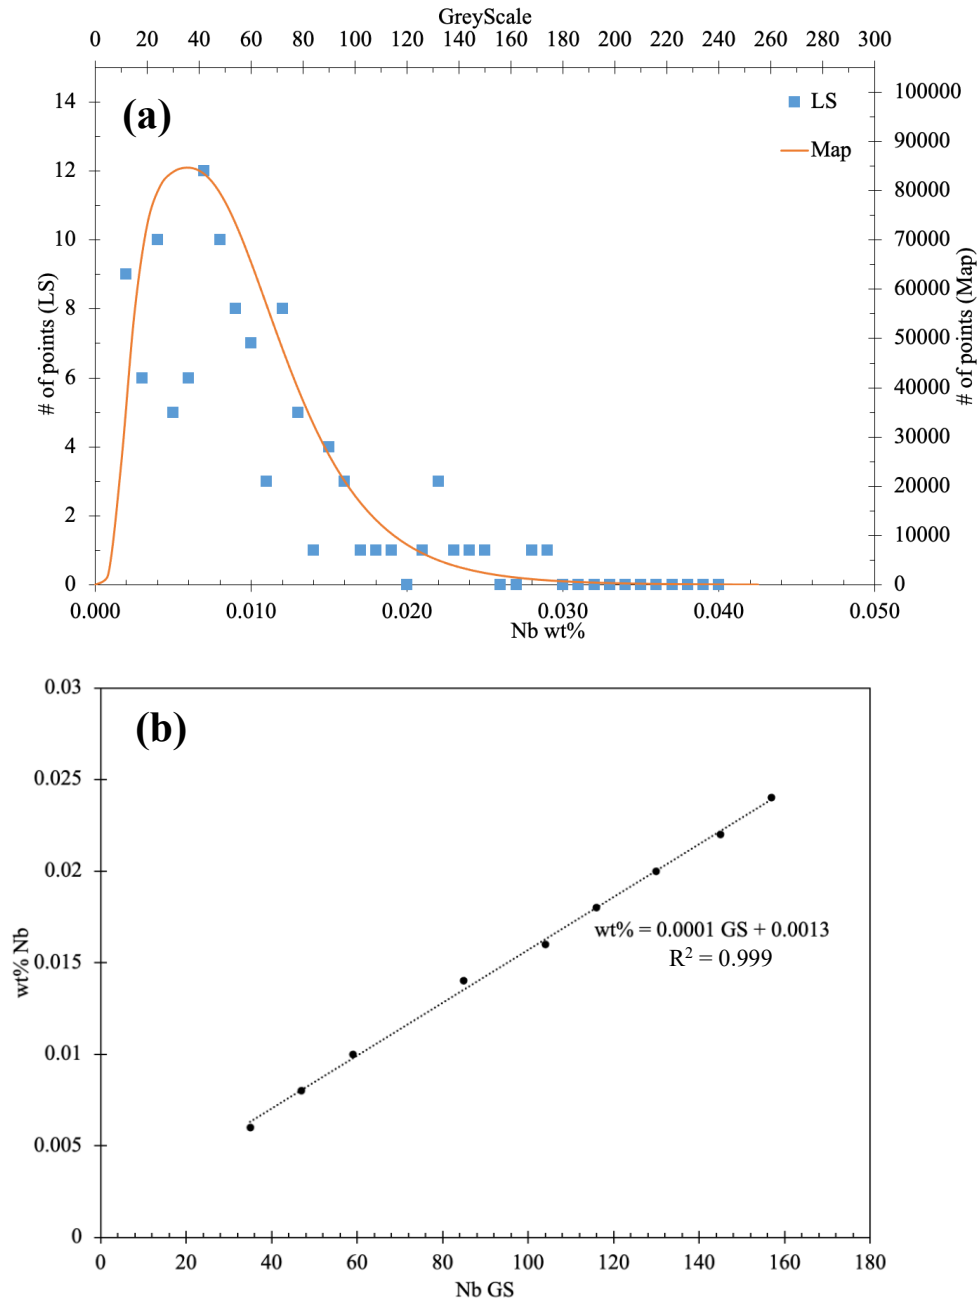 GreyScale
0 20 40 60 80 100 120 140 160 180 200 220 240 260 280 300
(a)
LS
Map
14
12
10
8
6
4
2
0
# of points (LS)
100000
90000
80000
70000
60000
50000
40000
30000
20000
10000
0
# of points (Map)
0.000 0.010 0.020 0.030 0.040 0.050
Nb wt%
(b)
0.03
0.025
0.02
0.015
0.01
0.005
0
wt% Nb
wt% = 0.0001 GS + 0.0013
R² = 0.999
0 20 40 60 80 100 120 140 160 180
Nb GS